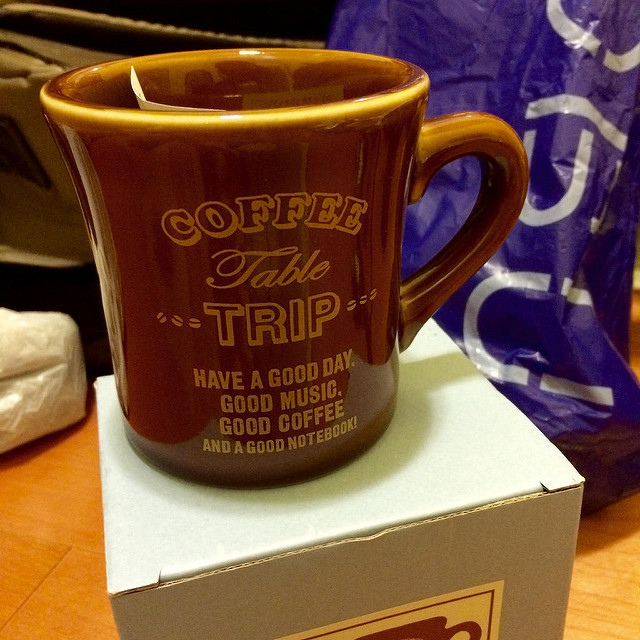 COFFEE
Table
TRIP
HAVE A GOOD DAY.
GOOD MUSIC.
GOOD COFFEE
AND A GOOD NOTEBOOK!